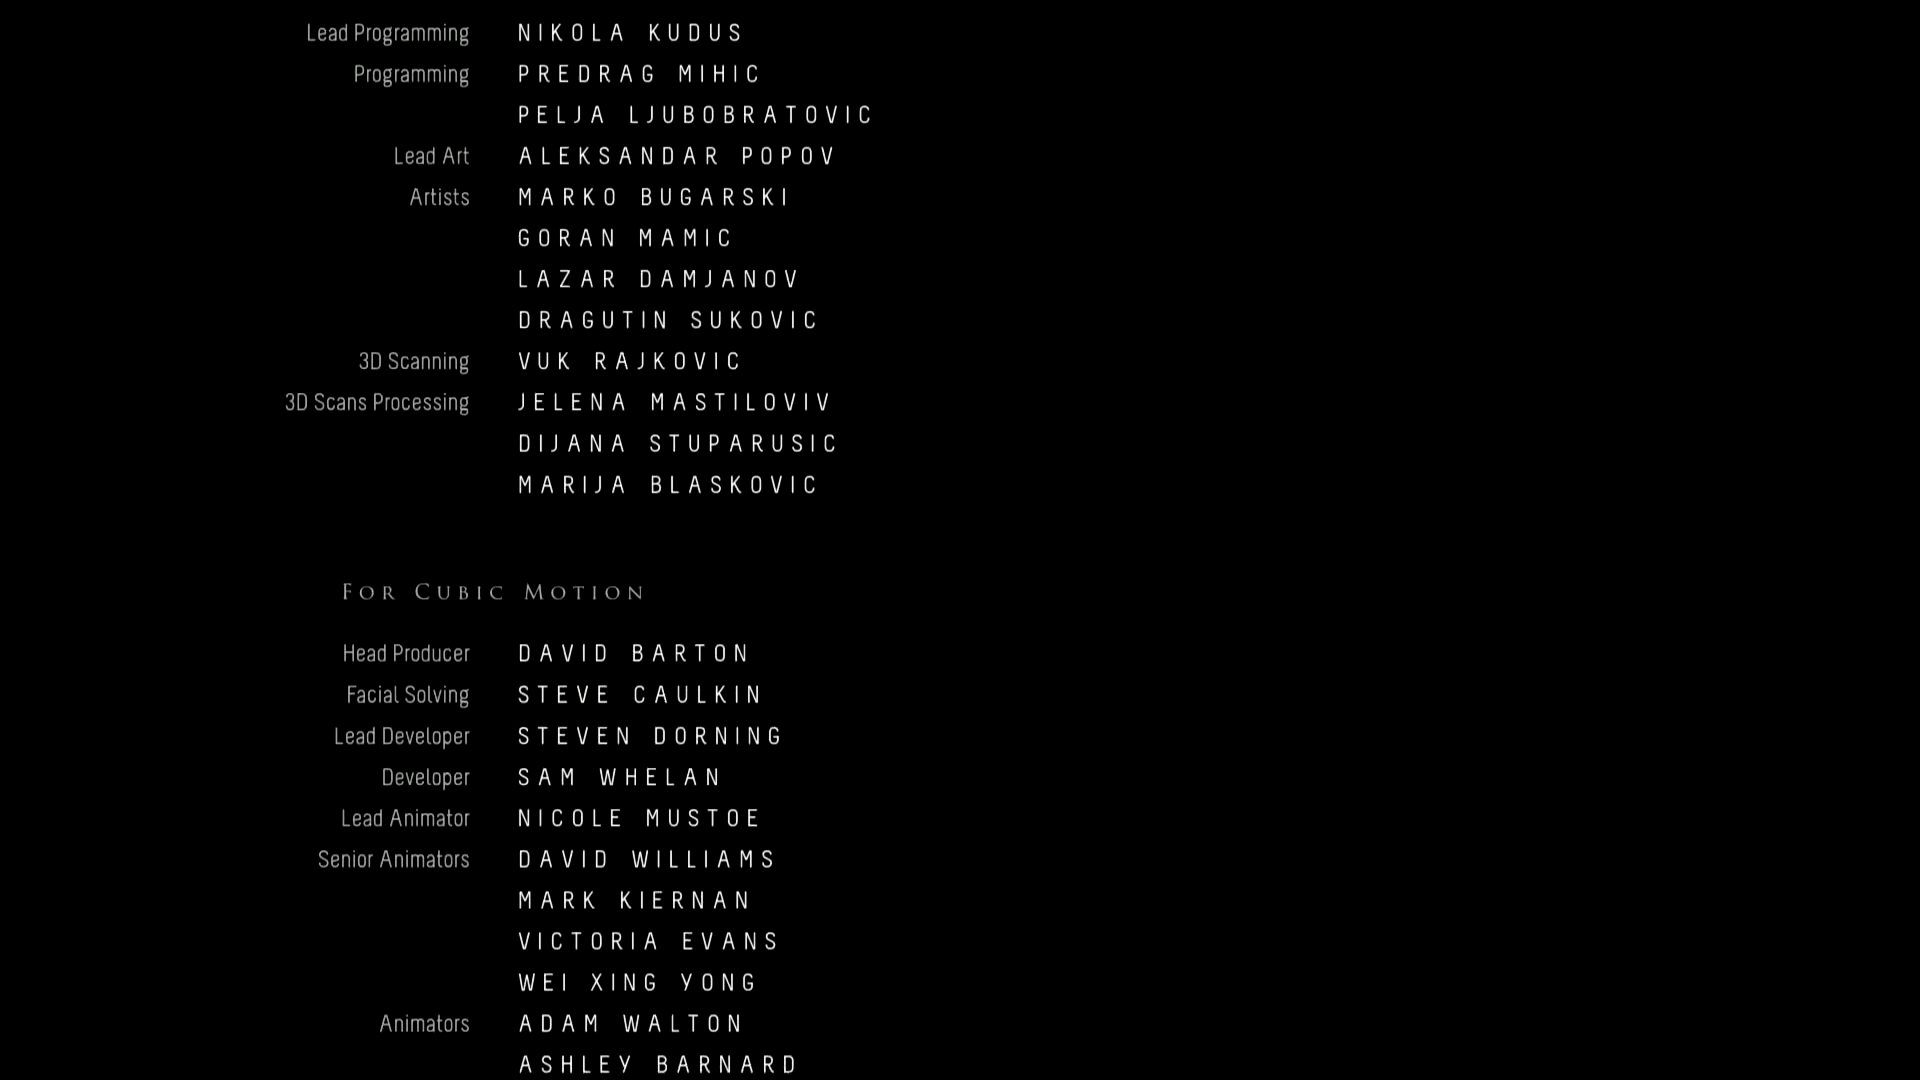 Lead Programming NIKOLA KUDUS
Programming PREDRAG MIHIC
PELJA LJUBOBRATOVIC
Lead Art ALEKSANDAR POPOV
Artists MARKO BUGARSKI
GORAN MAMIC
LAZAR DAMJANOV
DRAGUTIN SUKOVIC
3D Scanning VUK RAJKOVIC
3D Scans Processing JELENA MASTILOVIV
DIJANA STUPARUSIC
MARIJA BLASKOVIC
FOR CUBIC MOTION
Head Producer DAVID BARTON
Facial Solving STEVE CAULKIN
Lead Developer STEVEN DORNING
Developer SAM WHELAN
Lead Animator NICOLE MUSTOE
Senior Animators DAVID WILLIAMS
MARK KIERNAN
VICTORIA EVANS
WEI XING YONG
Animators ADAM WALTON
ASHLEY BARNARD